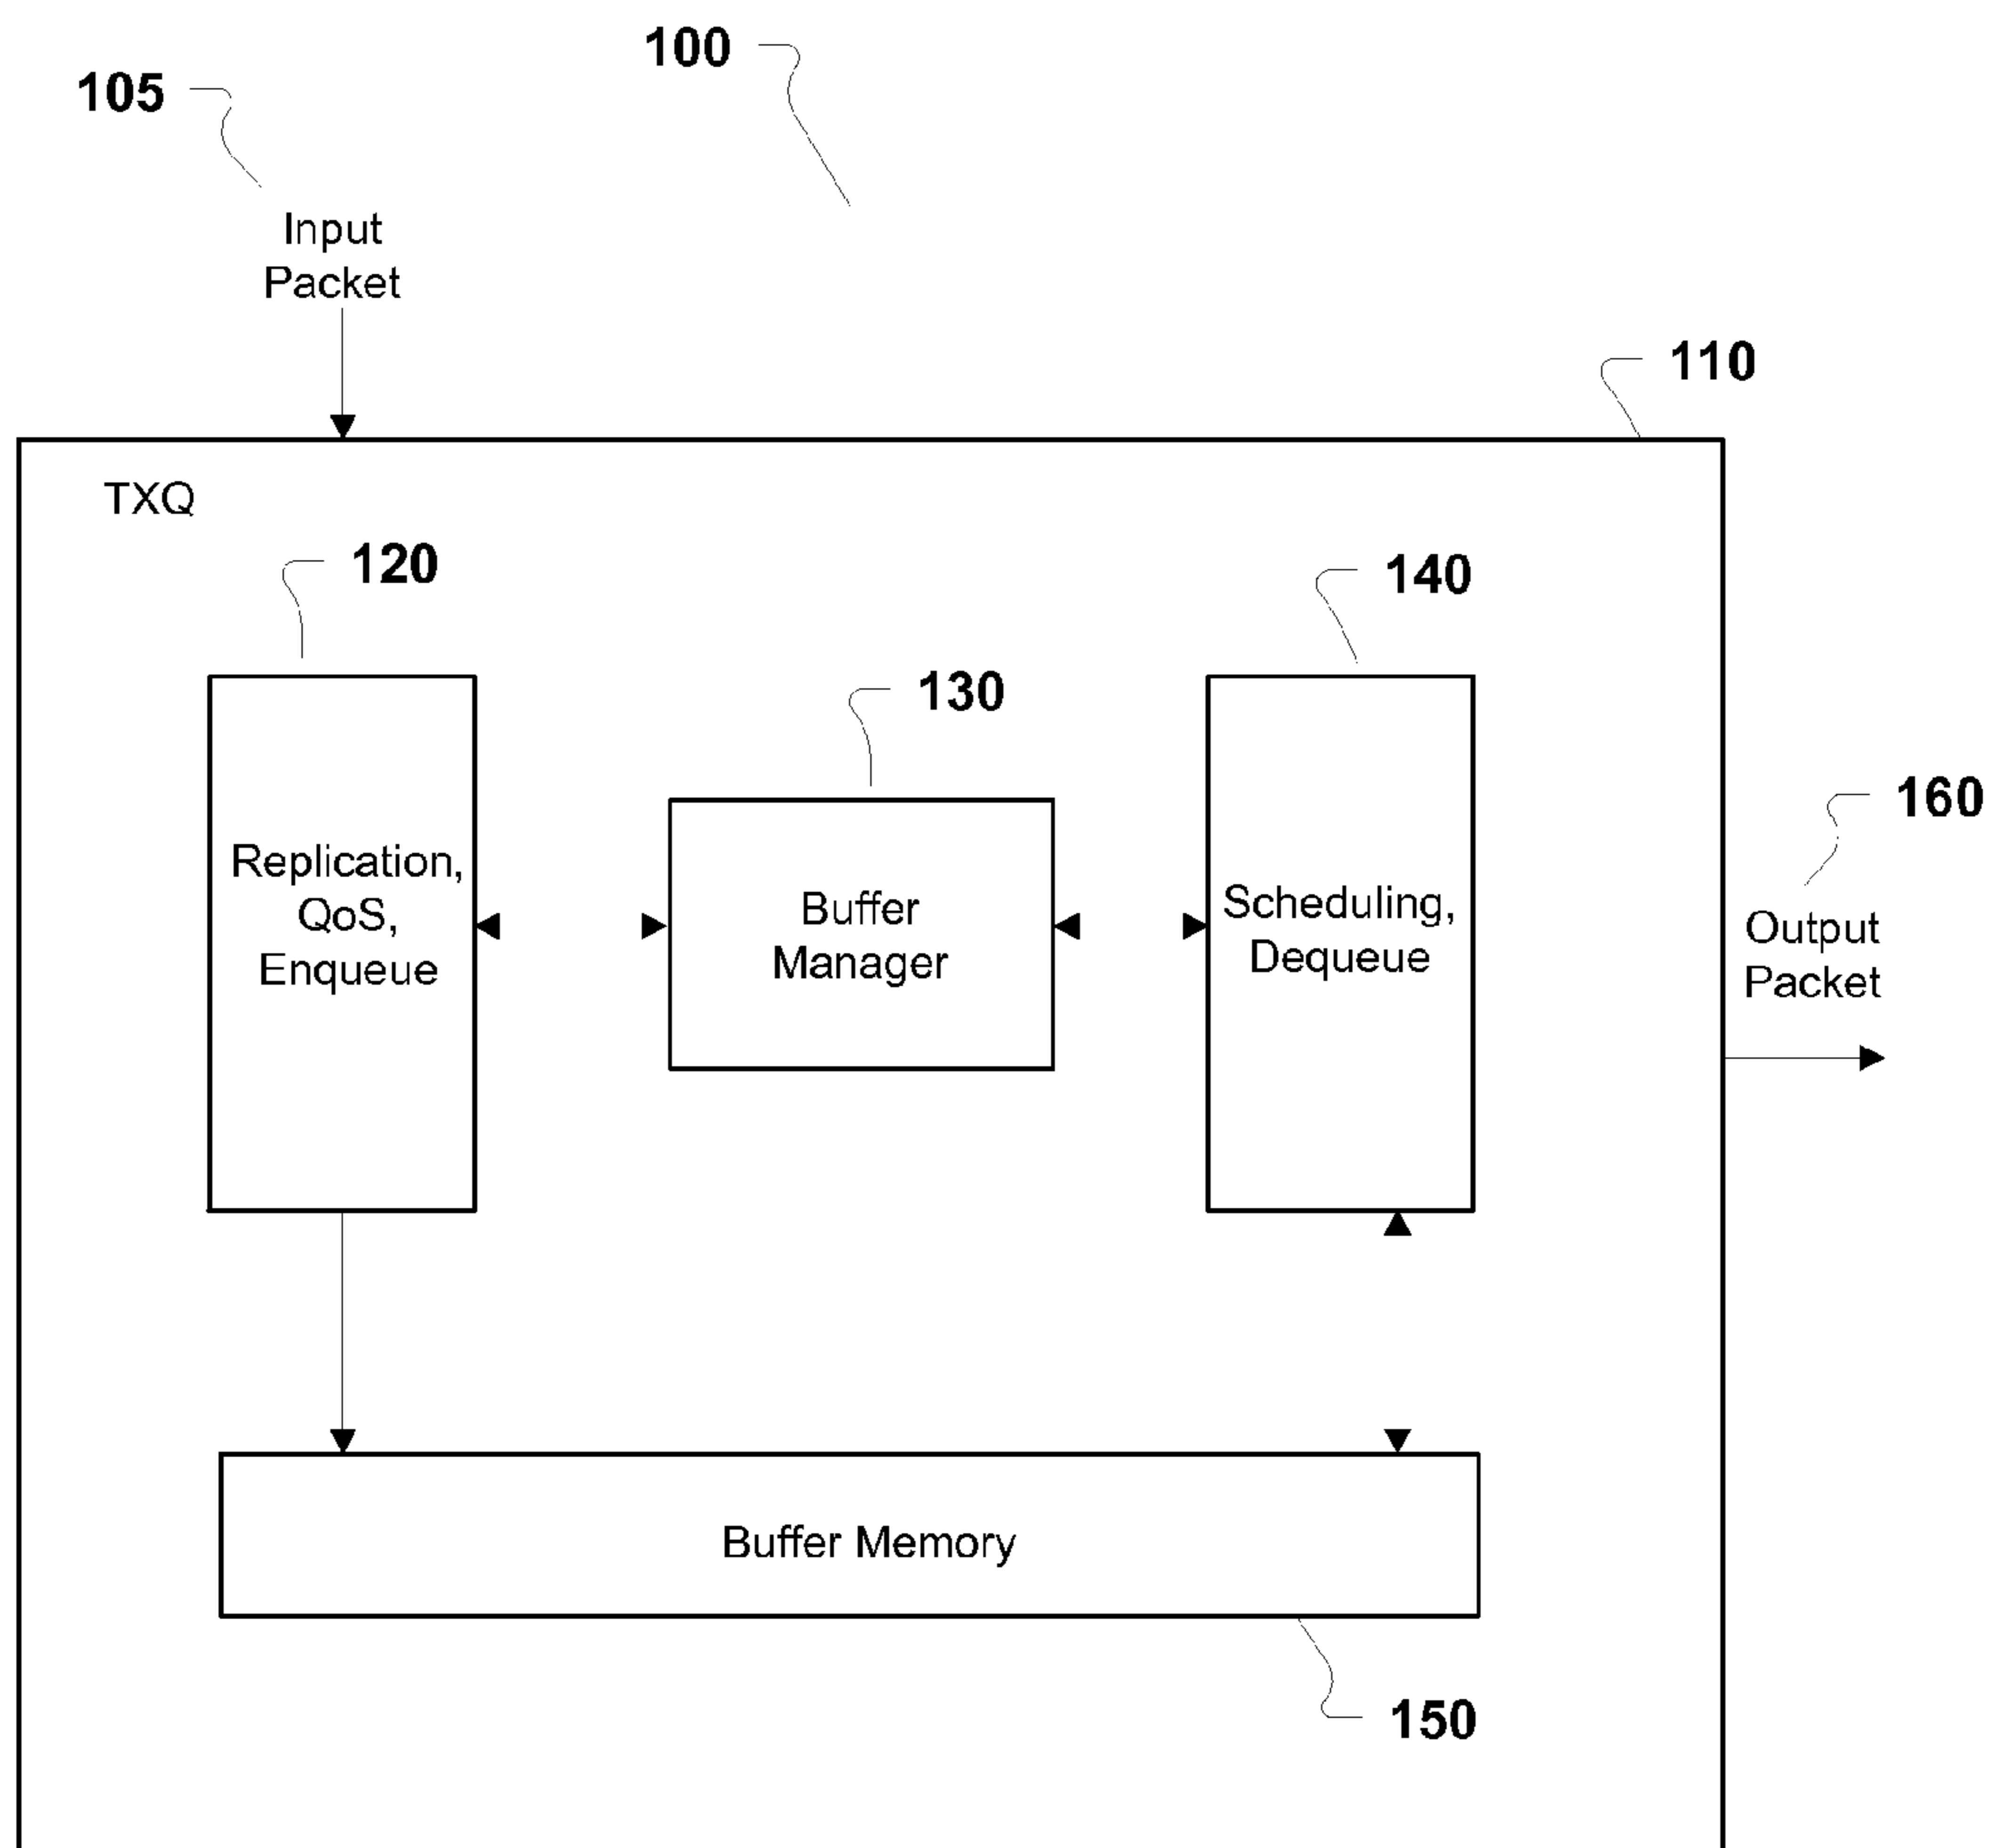 100
105
Input
Packet
110
TXQ
120
140
130
160
Replication,
QoS,
Enqueue
Buffer
Manager
Scheduling,
Dequeue
Output
Packet
Buffer Memory
150